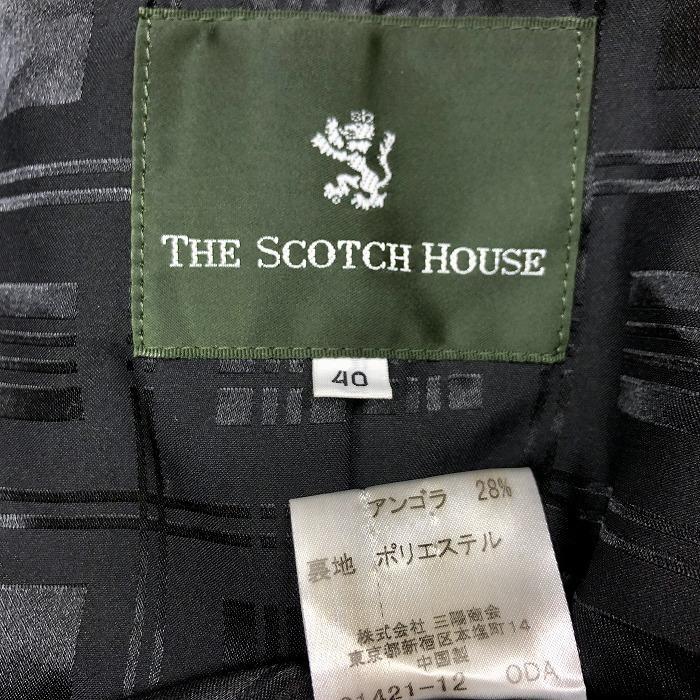 THE SCOTCH HOUSE
40
アンゴラ 28%
裏地 ポリエステル
株式会社 三陽商会
東京都新宿区本塩町14
中国製
ODA